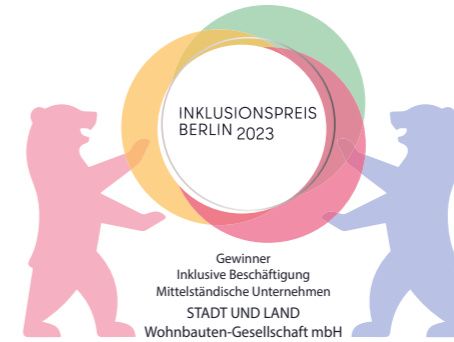 INKLUSIONSPREIS
BERLIN 2023
Gewinner
Inklusive Beschäftigung
Mittelständische Unternehmen
STADT UND LAND
Wohnbauten-Gesellschaft mbH